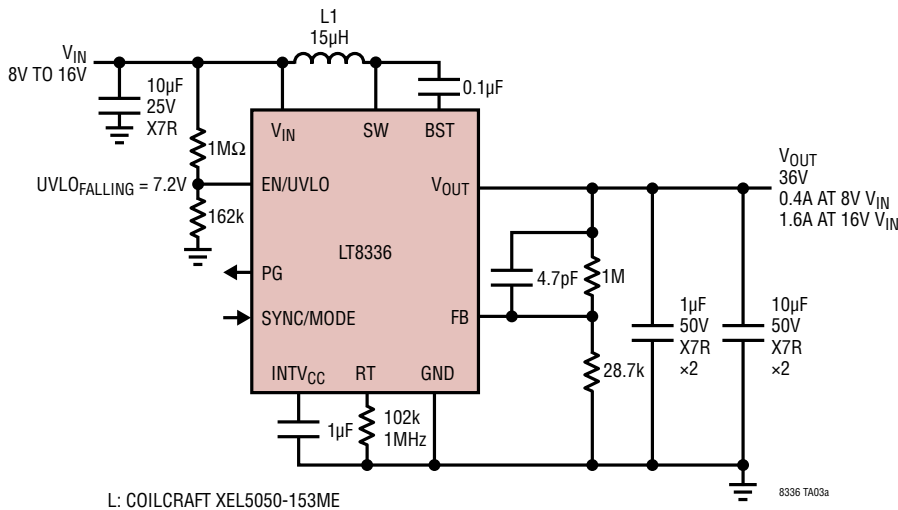 L1
15µH
V_IN
8V TO 16V
10µF
25V
X7R
0.1µF
V_IN
SW
BST
1MΩ
UVLO_FALLING = 7.2V
EN/UVLO
V_OUT
V_OUT
36V
0.4A AT 8V V_IN
1.6A AT 16V V_IN
162k
LT8336
PG
4.7pF
1M
SYNC/MODE
FB
1µF
50V
X7R
×2
10µF
50V
X7R
×2
28.7k
INTV_CC
RT
GND
1µF
102k
1MHz
L: COILCRAFT XEL5050-153ME
8336 TA03a